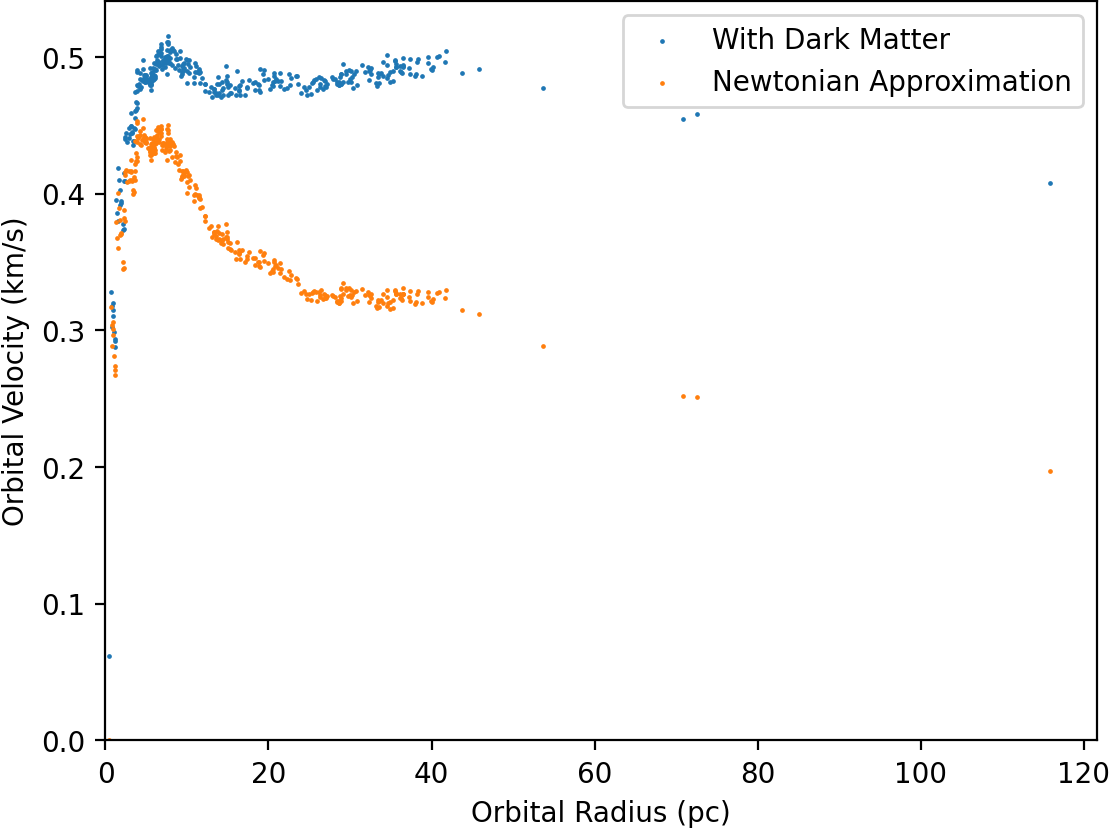 With Dark Matter
Newtonian Approximation
Orbital Velocity (km/s)
0.5
0.4
0.3
0.2
0.1
0.0
0 20 40 60 80 100 120
Orbital Radius (pc)